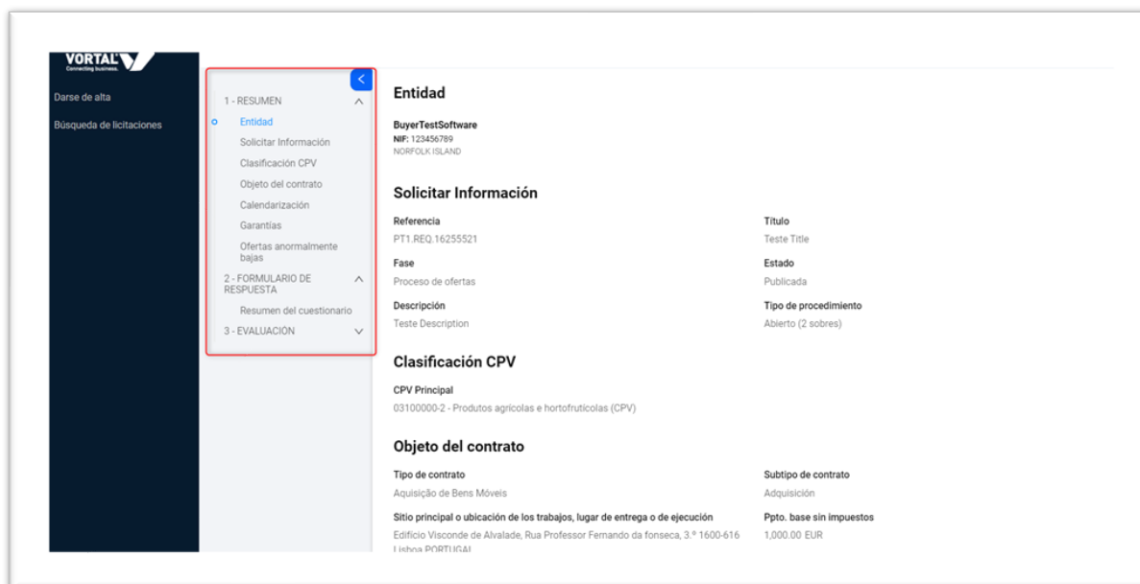 VORTAL
Connecting business.
Darse de alta
Búsqueda de licitaciones
1 - RESUMEN
Entidad
Solicitar Información
Clasificación CPV
Objeto del contrato
Calendarización
Garantías
Ofertas anormalmente
bajas
2 - FORMULARIO DE
RESPUESTA
Resumen del cuestionario
3 - EVALUACIÓN
Entidad
BuyerTestSoftware
NIF: 123456789
NORFOLK ISLAND
Solicitar Información
Referencia
PT1.REQ.16255521
Título
Teste Title
Fase
Proceso de ofertas
Estado
Publicada
Descripción
Teste Description
Tipo de procedimiento
Abierto (2 sobres)
Clasificación CPV
CPV Principal
03100000-2 - Produtos agrícolas e hortofrutícolas (CPV)
Objeto del contrato
Tipo de contrato
Aquisição de Bens Móveis
Subtipo de contrato
Adquisición
Sitio principal o ubicación de los trabajos, lugar de entrega o de ejecución
Edifício Visconde de Alvalade, Rua Professor Fernando da fonseca, 3.º 1600-616
Lisboa PORTUGAL
Ppto. base sin impuestos
1,000.00 EUR